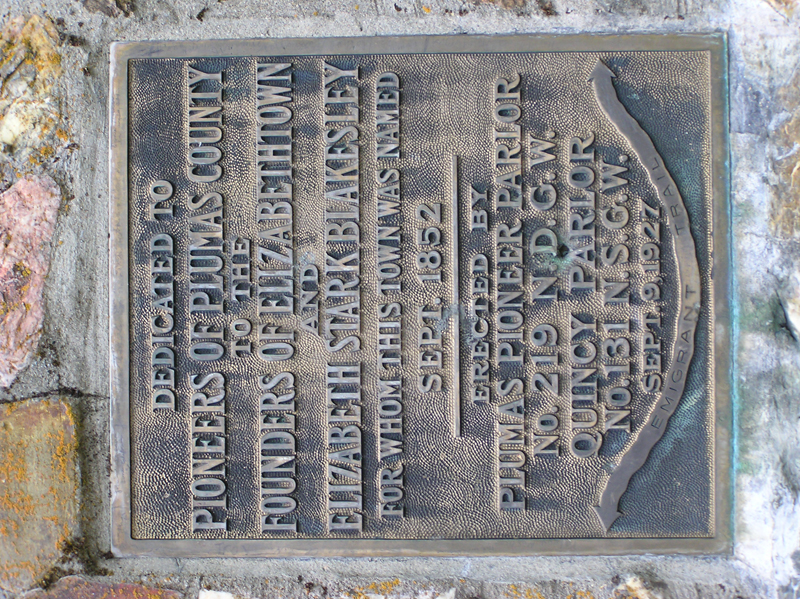 DEDICATED TO
PIONEERS OF PLUMAS COUNTY
TO THE
FOUNDERS OF ELIZABETHTOWN
AND
ELIZABETH STARK BLAKESLEY
FOR WHOM THIS TOWN WAS NAMED
SEPT. 1852
ERECTED BY
PLUMAS PIONEER PARLOR
NO. 219 N.D.G.W.
QUINCY PARLOR
NO. 131 N.S.G.W.
SEPT. 9, 1927
EMIGRANT TRAIL